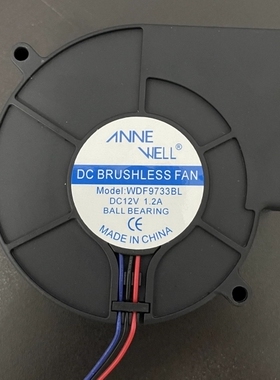 ANNE
WELL®
DC BRUSHLESS FAN
Model:WDF9733BL
DC12V 1.2A
BALL BEARING
CE
MADE IN CHINA